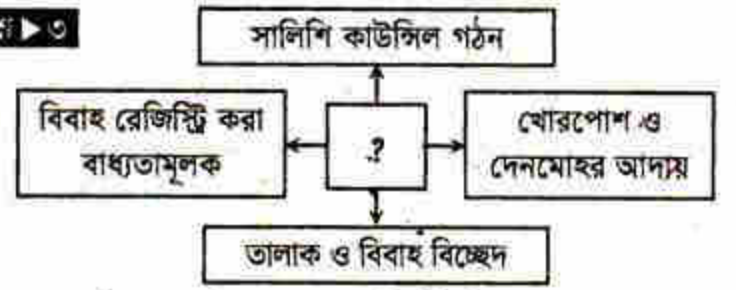 ▶ ৩
সালিশি কাউন্সিল গঠন
বিবাহ রেজিস্ট্রি করা
বাধ্যতামূলক
?
খোরপোশ ও
দেনমোহর আদায়
তালাক ও বিবাহ বিচ্ছেদ